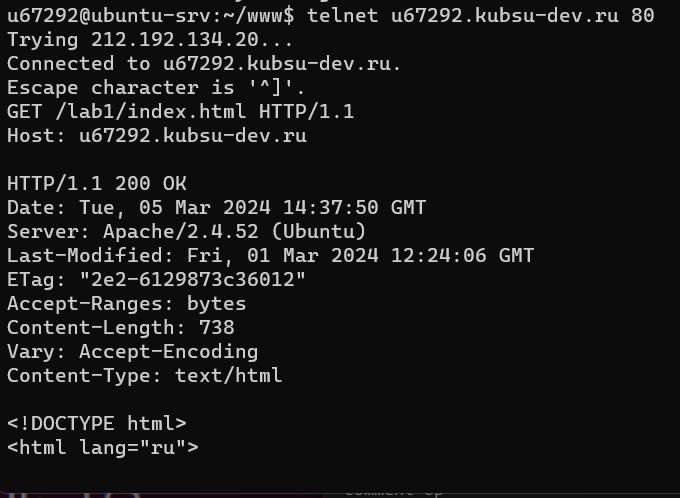 u67292@ubuntu-srv:~/www$ telnet u67292.kubsu-dev.ru 80
Trying 212.192.134.20...
Connected to u67292.kubsu-dev.ru.
Escape character is '^]'.
GET /lab1/index.html HTTP/1.1
Host: u67292.kubsu-dev.ru
HTTP/1.1 200 OK
Date: Tue, 05 Mar 2024 14:37:50 GMT
Server: Apache/2.4.52 (Ubuntu)
Last-Modified: Fri, 01 Mar 2024 12:24:06 GMT
ETag: "2e2-6129873c36012"
Accept-Ranges: bytes
Content-Length: 738
Vary: Accept-Encoding
Content-Type: text/html
<!DOCTYPE html>
<html lang="ru">